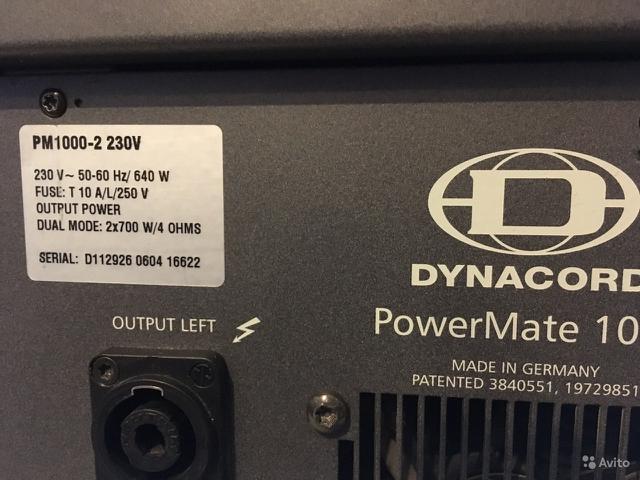 PM1000-2 230V
230 V~ 50-60 Hz/ 640 W
FUSE: T 10 A/L/250 V
OUTPUT POWER
DUAL MODE: 2x700 W/4 OHMS
SERIAL: D112926 0604 16622
D
DYNACORD
PowerMate 10
MADE IN GERMANY
PATENTED 3840551, 19729851
OUTPUT LEFT
Avito